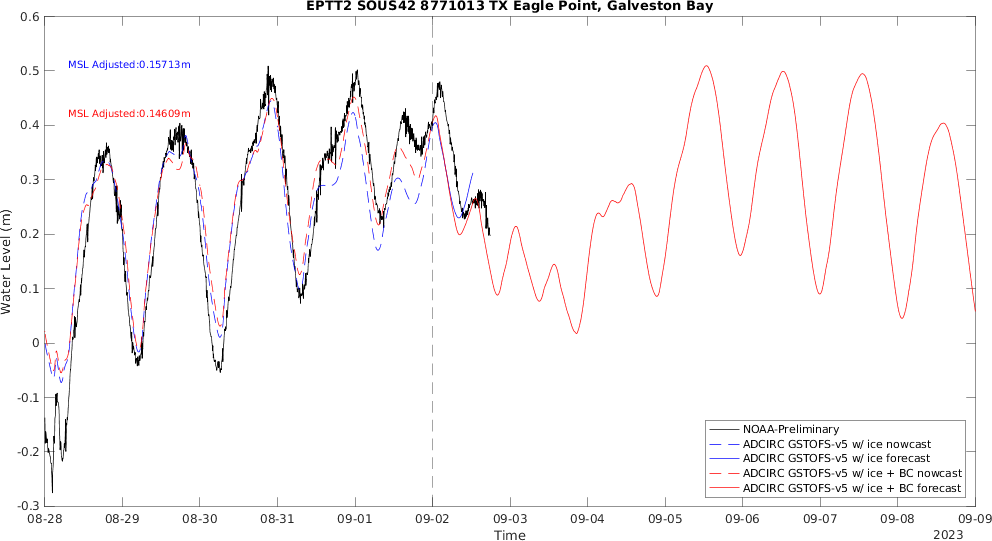 EPTT2 SOUS42 8771013 TX Eagle Point, Galveston Bay
0.6
0.5
0.4
0.3
0.2
0.1
0
-0.1
-0.2
-0.3
Water Level (m)
MSL Adjusted:0.15713m
MSL Adjusted:0.14609m
NOAA-Preliminary
ADCIRC GSTOFS-v5 w/ ice nowcast
ADCIRC GSTOFS-v5 w/ ice forecast
ADCIRC GSTOFS-v5 w/ ice + BC nowcast
ADCIRC GSTOFS-v5 w/ ice + BC forecast
08-28 08-29 08-30 08-31 09-01 09-02 09-03 09-04 09-05 09-06 09-07 09-08 09-09
Time
2023